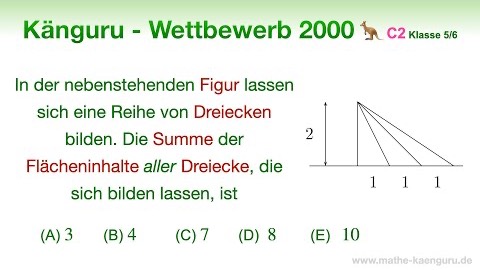 Känguru - Wettbewerb 2000 🦘 C2 Klasse 5/6
In der nebenstehenden Figur lassen
sich eine Reihe von Dreiecken
bilden. Die Summe der
Flächeninhalte aller Dreiecke, die
sich bilden lassen, ist
2
1 1 1
(A) 3 (B) 4 (C) 7 (D) 8 (E) 10
www.mathe-kaenguru.de